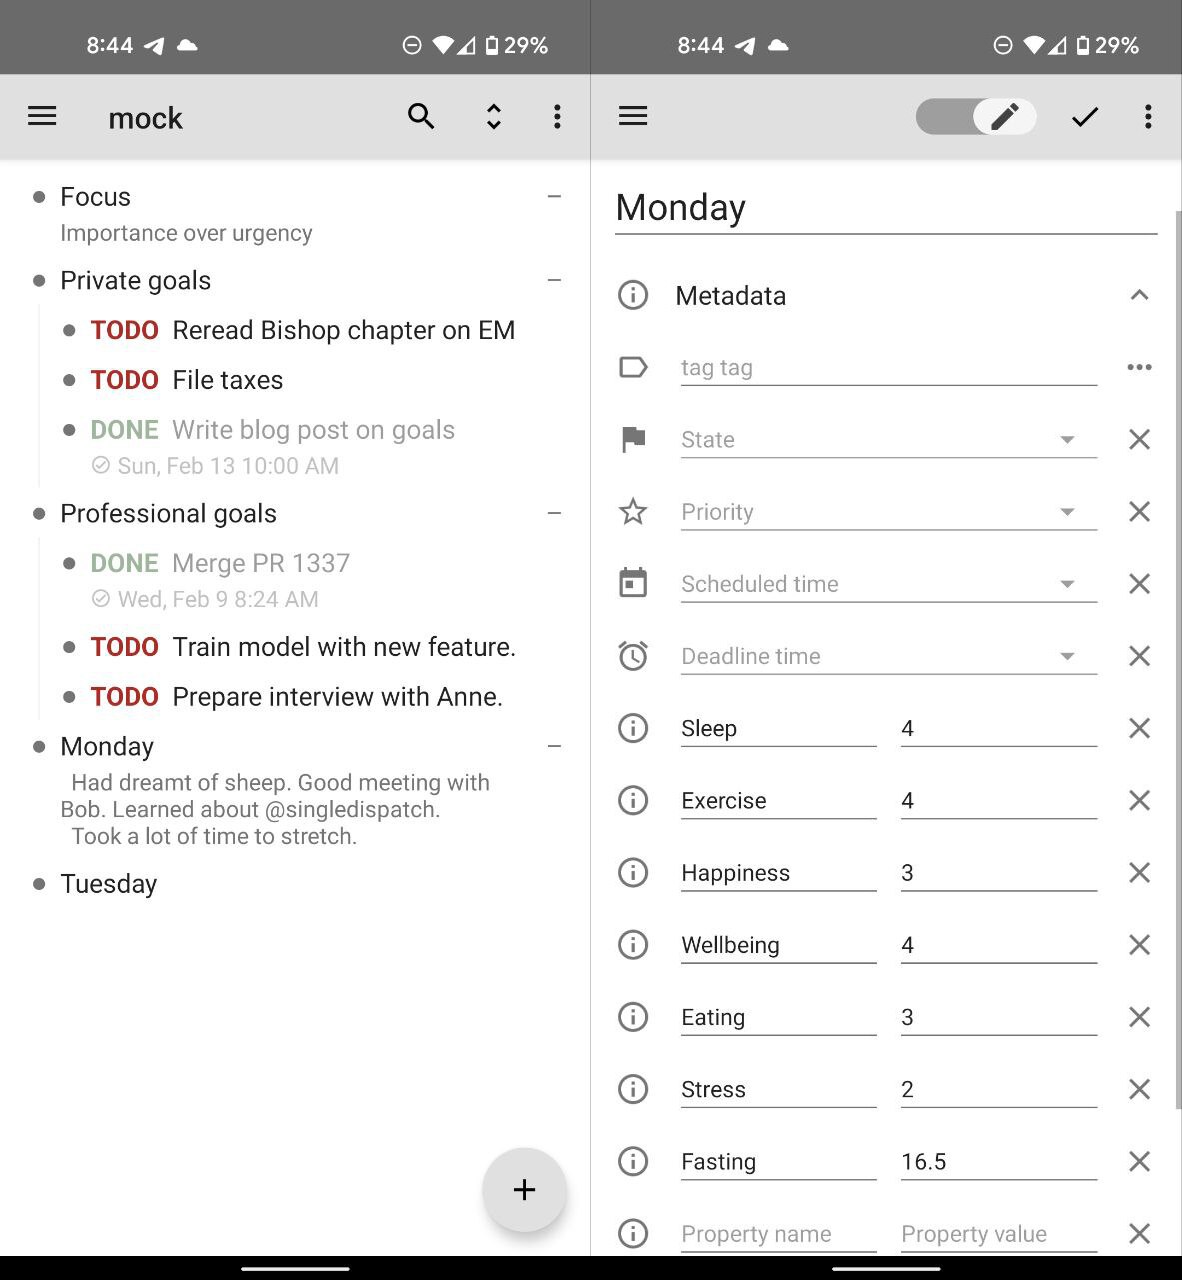 8:44 29%
mock
Focus
Importance over urgency
Private goals
TODO Reread Bishop chapter on EM
TODO File taxes
DONE Write blog post on goals
Sun, Feb 13 10:00 AM
Professional goals
DONE Merge PR 1337
Wed, Feb 9 8:24 AM
TODO Train model with new feature.
TODO Prepare interview with Anne.
Monday
Had dreamt of sheep. Good meeting with
Bob. Learned about @singledispatch.
Took a lot of time to stretch.
Tuesday
8:44 29%
Monday
Metadata
tag tag
State
Priority
Scheduled time
Deadline time
Sleep 4
Exercise 4
Happiness 3
Wellbeing 4
Eating 3
Stress 2
Fasting 16.5
Property name Property value